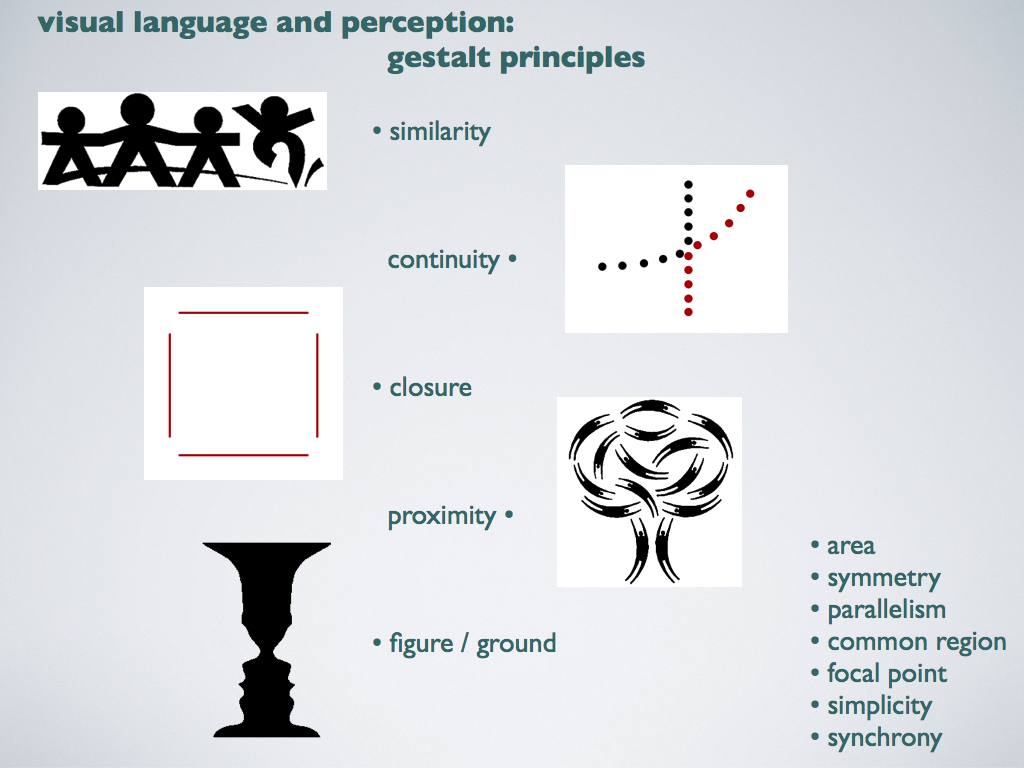 visual language and perception:
gestalt principles
• similarity
continuity •
• closure
proximity •
• figure / ground
• area
• symmetry
• parallelism
• common region
• focal point
• simplicity
• synchrony